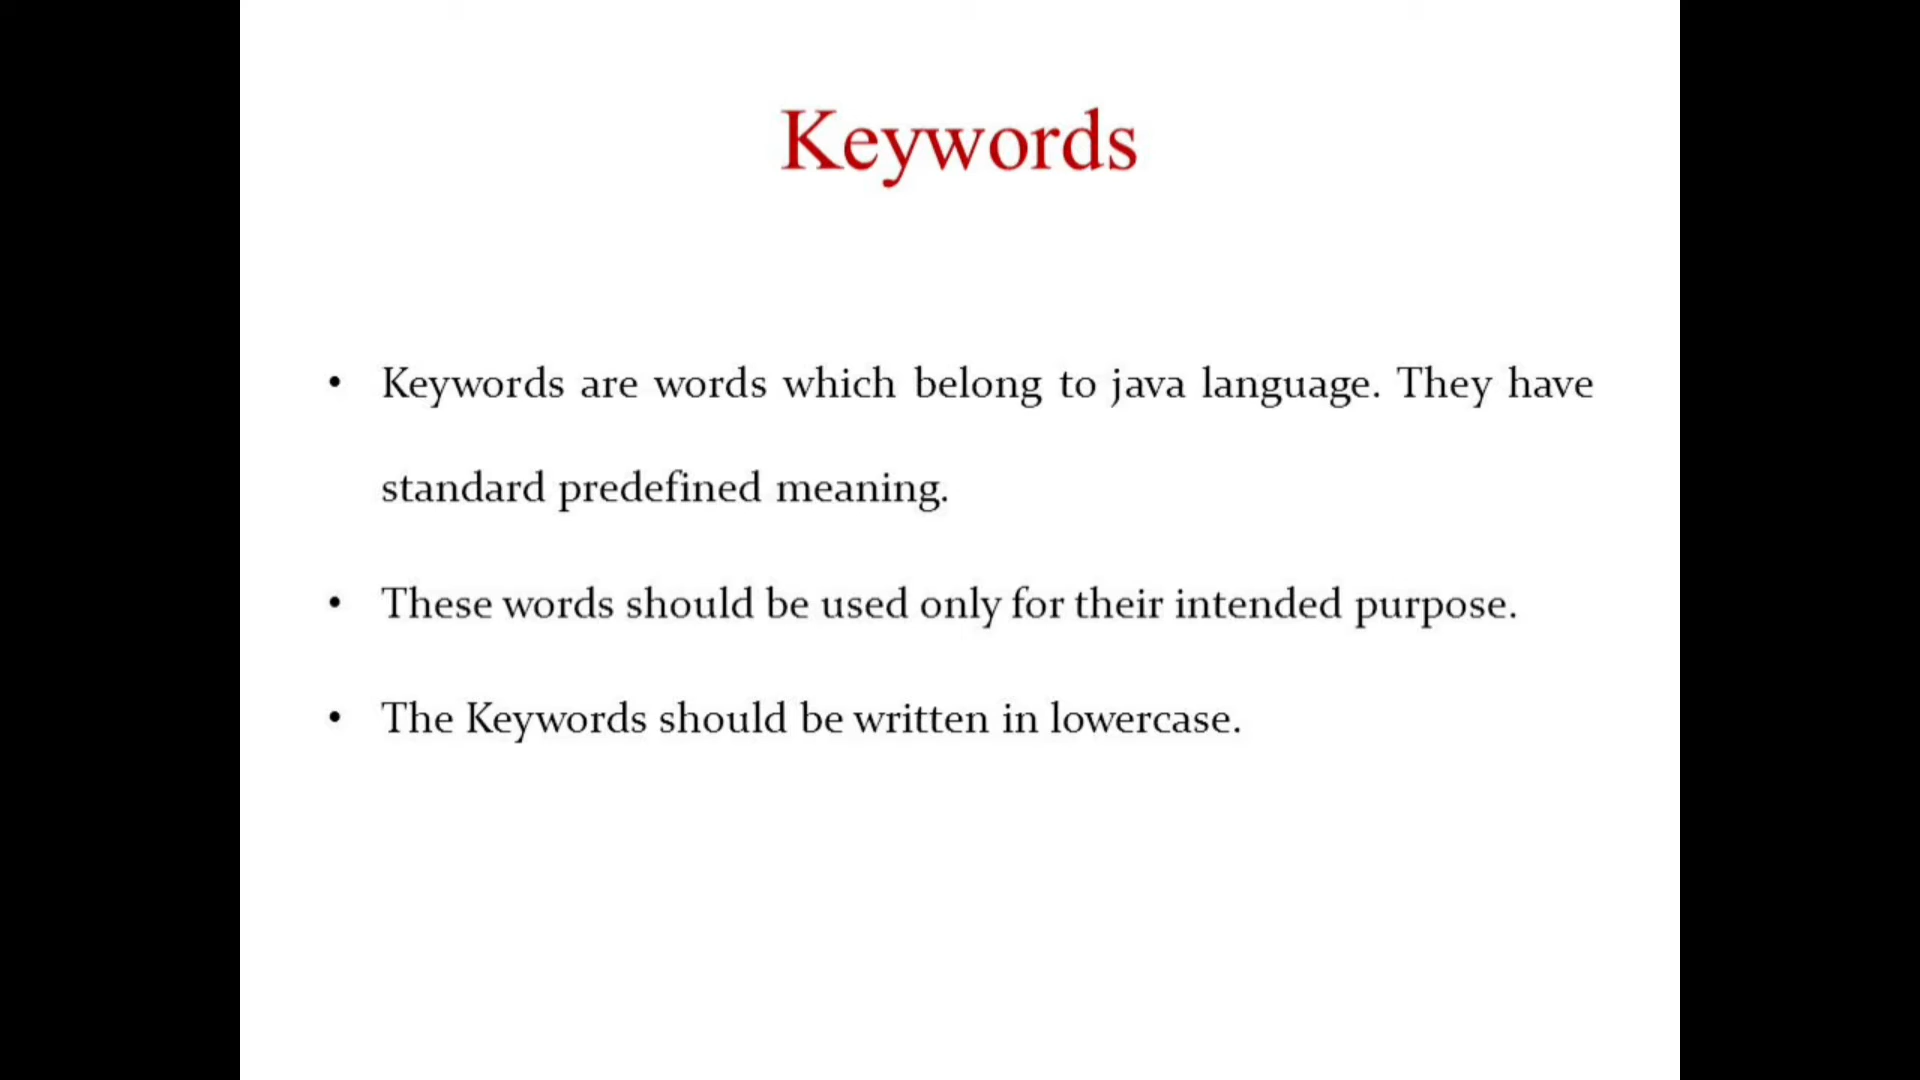 Keywords
• Keywords are words which belong to java language. They have
standard predefined meaning.
• These words should be used only for their intended purpose.
• The Keywords should be written in lowercase.